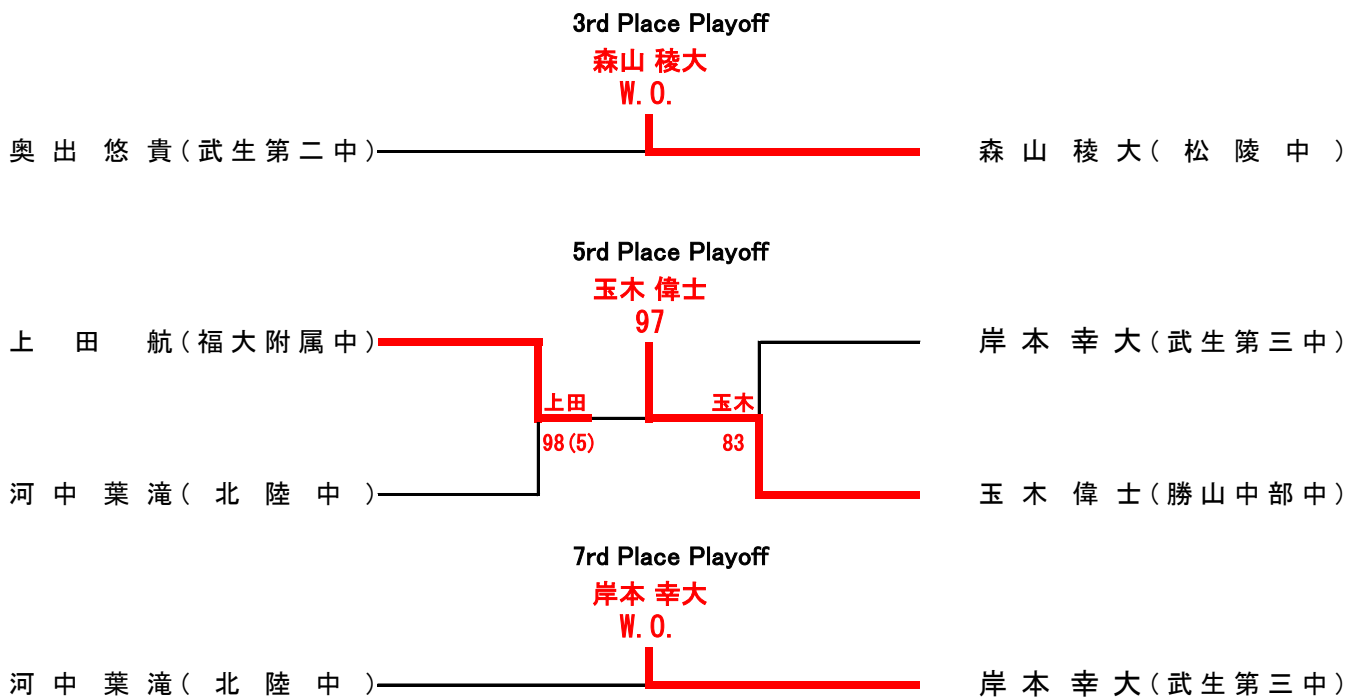 3rd Place Playoff
森山 稜大
W.O.
奥出 悠貴(武生第二中)
森山 稜大(松陵中)
5rd Place Playoff
玉木 偉士
97
上田 航(福大附属中)
岸本 幸大(武生第三中)
上田
玉木
98(5)
83
河中 葉滝(北陸中)
玉木 偉士(勝山中部中)
7rd Place Playoff
岸本 幸大
W.O.
河中 葉滝(北陸中)
岸本 幸大(武生第三中)